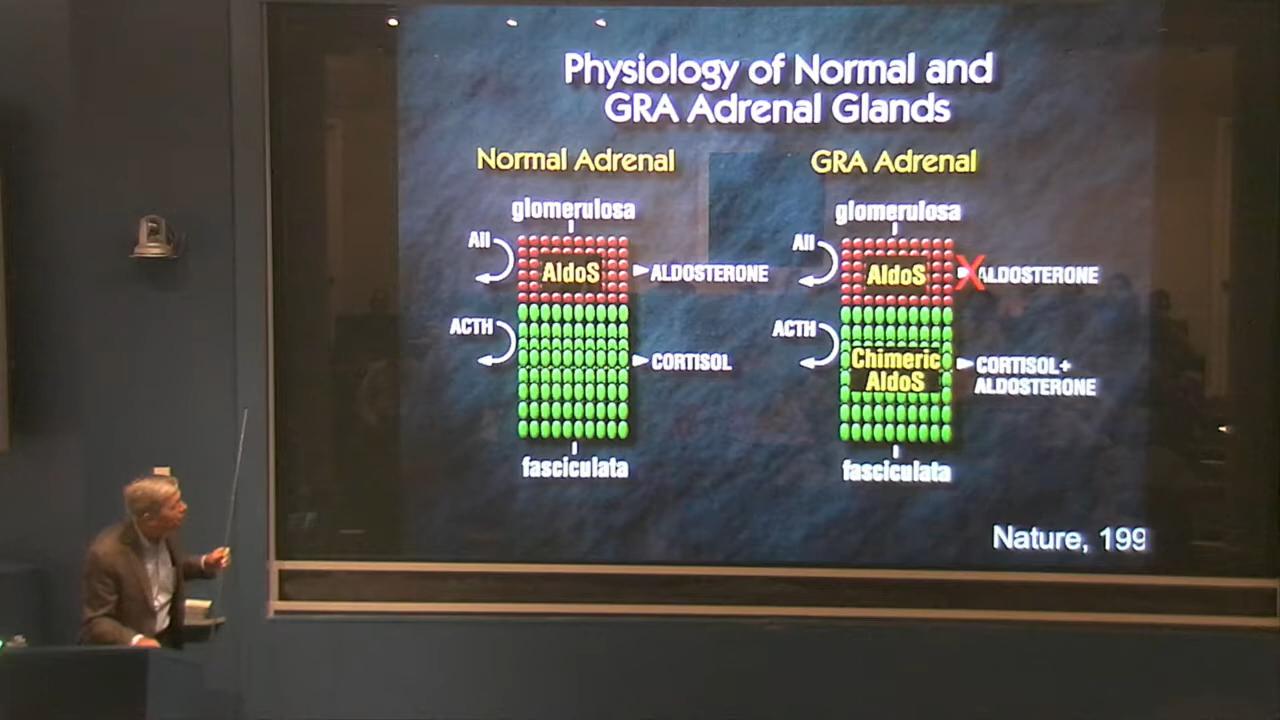 Physiology of Normal and
GRA Adrenal Glands
Normal Adrenal
glomerulosa
AII
AldoS
ALDOSTERONE
ACTH
CORTISOL
fasciculata
GRA Adrenal
glomerulosa
AII
AldoS
X
ALDOSTERONE
ACTH
Chimeric
AldoS
CORTISOL+
ALDOSTERONE
fasciculata
Nature, 199